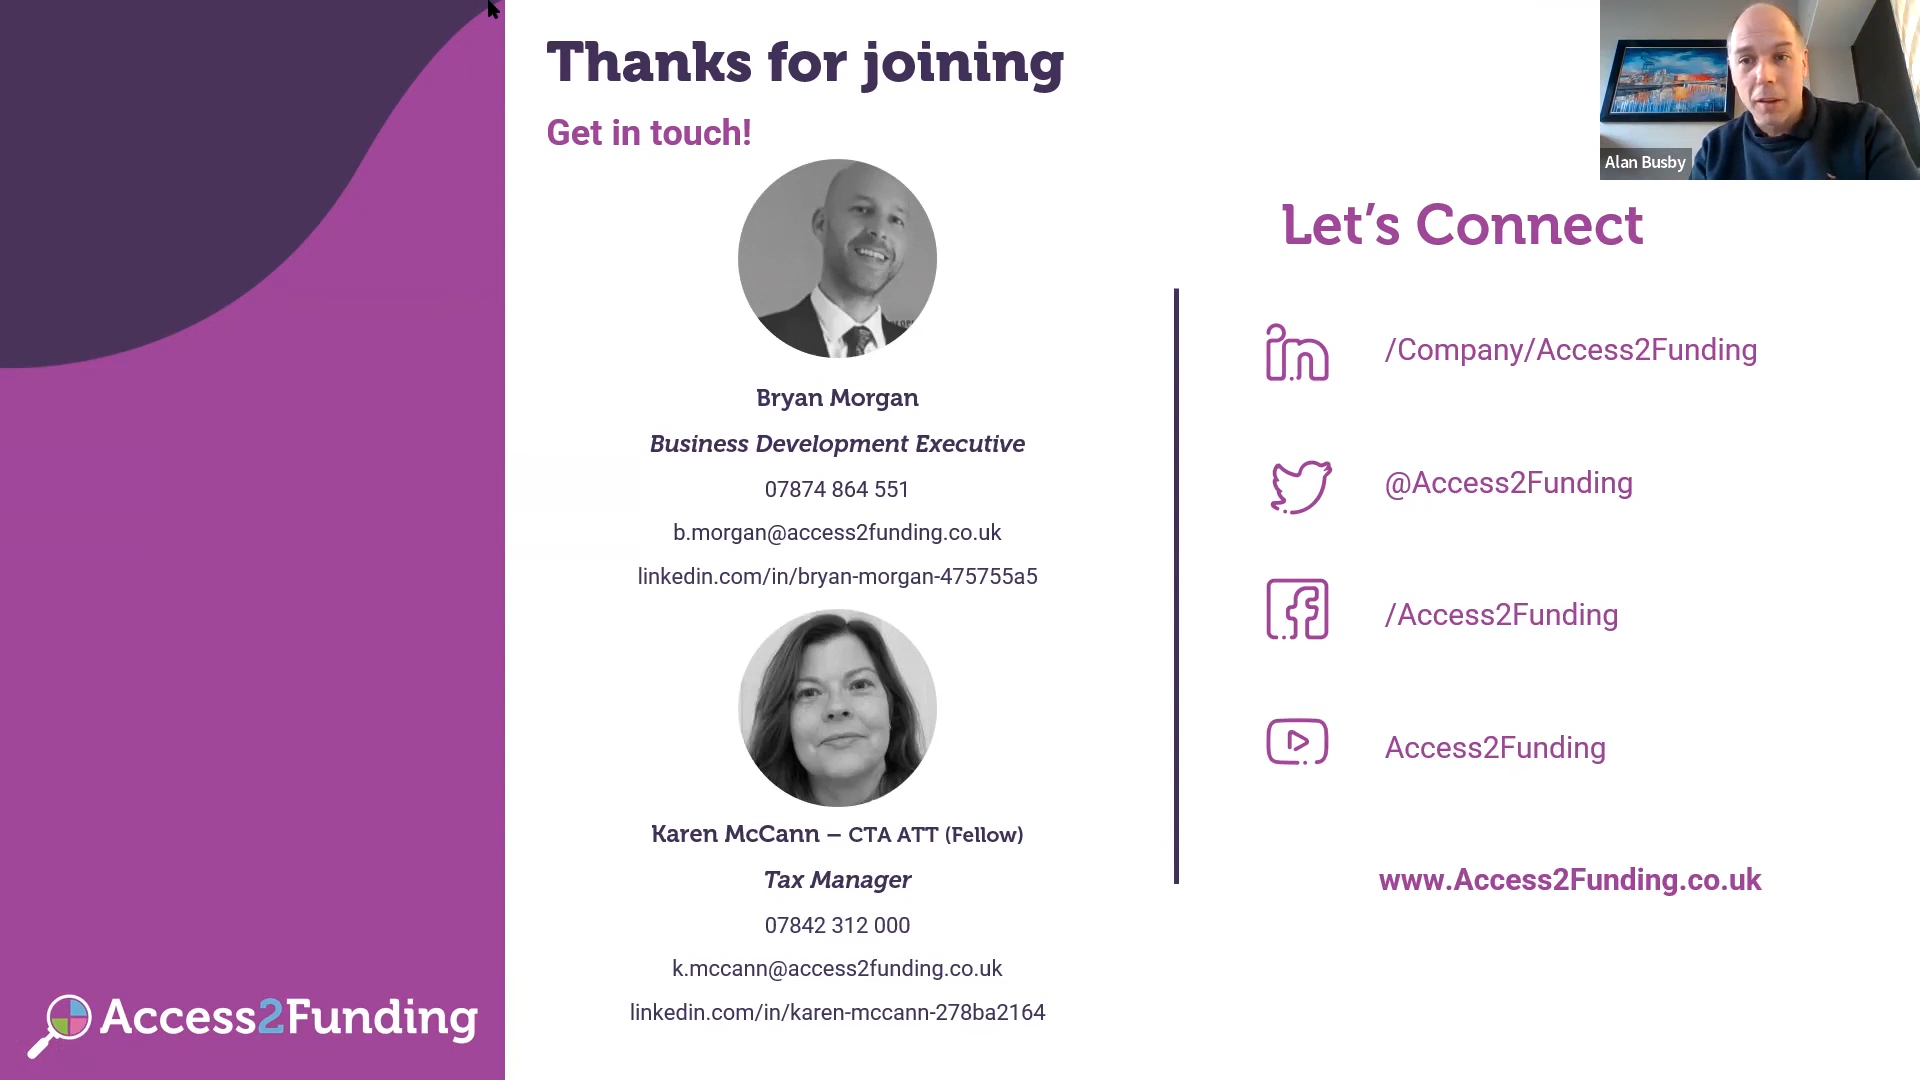 Thanks for joining
Get in touch!
Alan Busby
Bryan Morgan
Business Development Executive
07874 864 551
b.morgan@access2funding.co.uk
linkedin.com/in/bryan-morgan-475755a5
Karen McCann – CTA ATT (Fellow)
Tax Manager
07842 312 000
k.mccann@access2funding.co.uk
linkedin.com/in/karen-mccann-278ba2164
Let’s Connect
/Company/Access2Funding
@Access2Funding
/Access2Funding
Access2Funding
www.Access2Funding.co.uk
Access2Funding